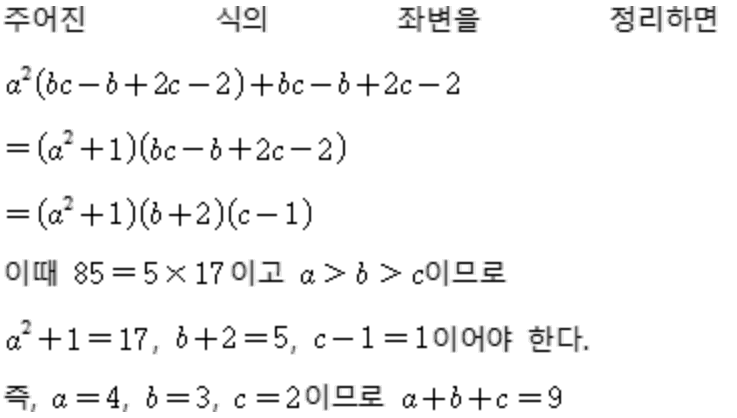 주어진 식의 좌변을 정리하면
a²(bc−b+2c−2)+bc−b+2c−2
=(a²+1)(bc−b+2c−2)
=(a²+1)(b+2)(c−1)
이때 85=5×17이고 a>b>c이므로
a²+1=17, b+2=5, c−1=1이어야 한다.
즉, a=4, b=3, c=2이므로 a+b+c=9